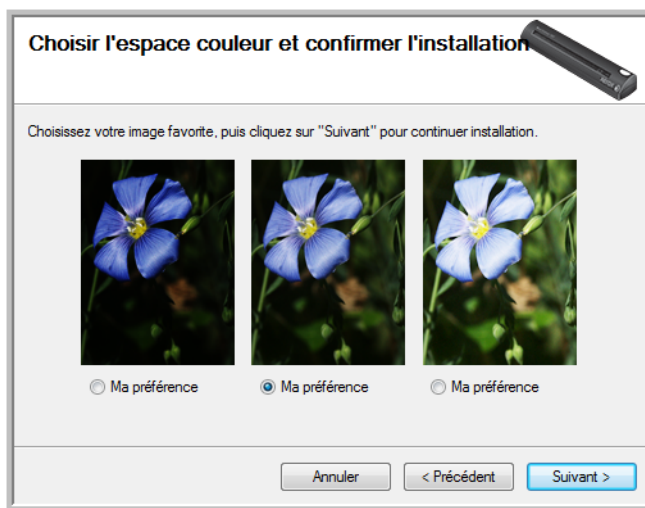 Choisir l'espace couleur et confirmer l'installation
Choisissez votre image favorite, puis cliquez sur "Suivant" pour continuer installation.
Ma préférence Ma préférence Ma préférence
Annuler < Précédent Suivant >